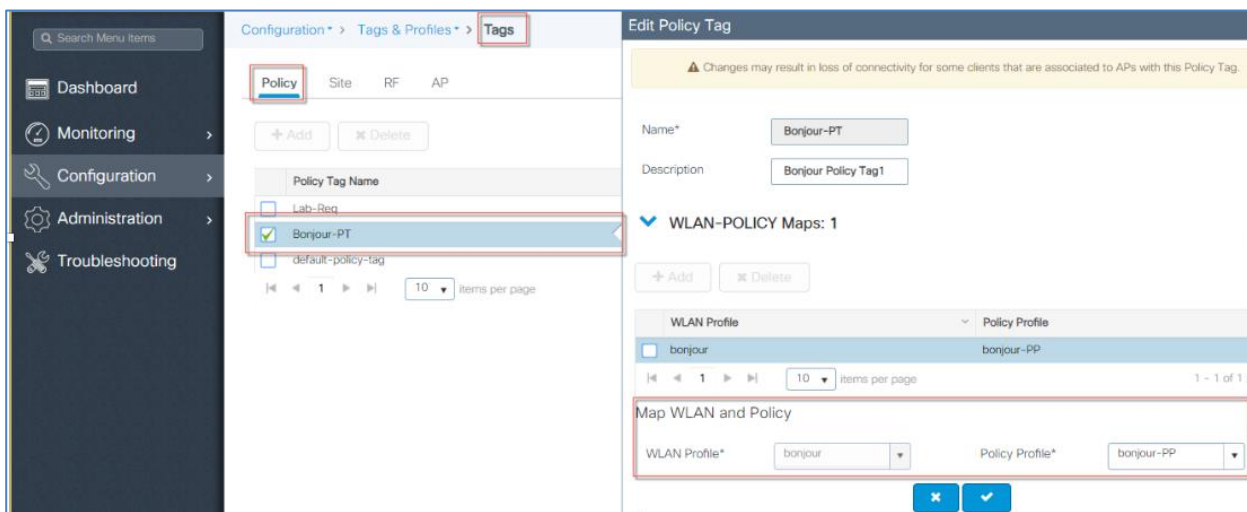 Search Menu Items
Dashboard
Monitoring
Configuration
Administration
Troubleshooting
Configuration > Tags & Profiles > Tags
Policy Site RF AP
+ Add ✖ Delete
Policy Tag Name
Lab-Req
Bonjour-PT
default-policy-tag
1 10 items per page
Edit Policy Tag
Changes may result in loss of connectivity for some clients that are associated to APs with this Policy Tag.
Name* Bonjour-PT
Description Bonjour Policy Tag1
WLAN-POLICY Maps: 1
+ Add ✖ Delete
WLAN Profile Policy Profile
bonjour bonjour-PP
1 10 items per page 1 - 1 of 1
Map WLAN and Policy
WLAN Profile* bonjour Policy Profile* bonjour-PP